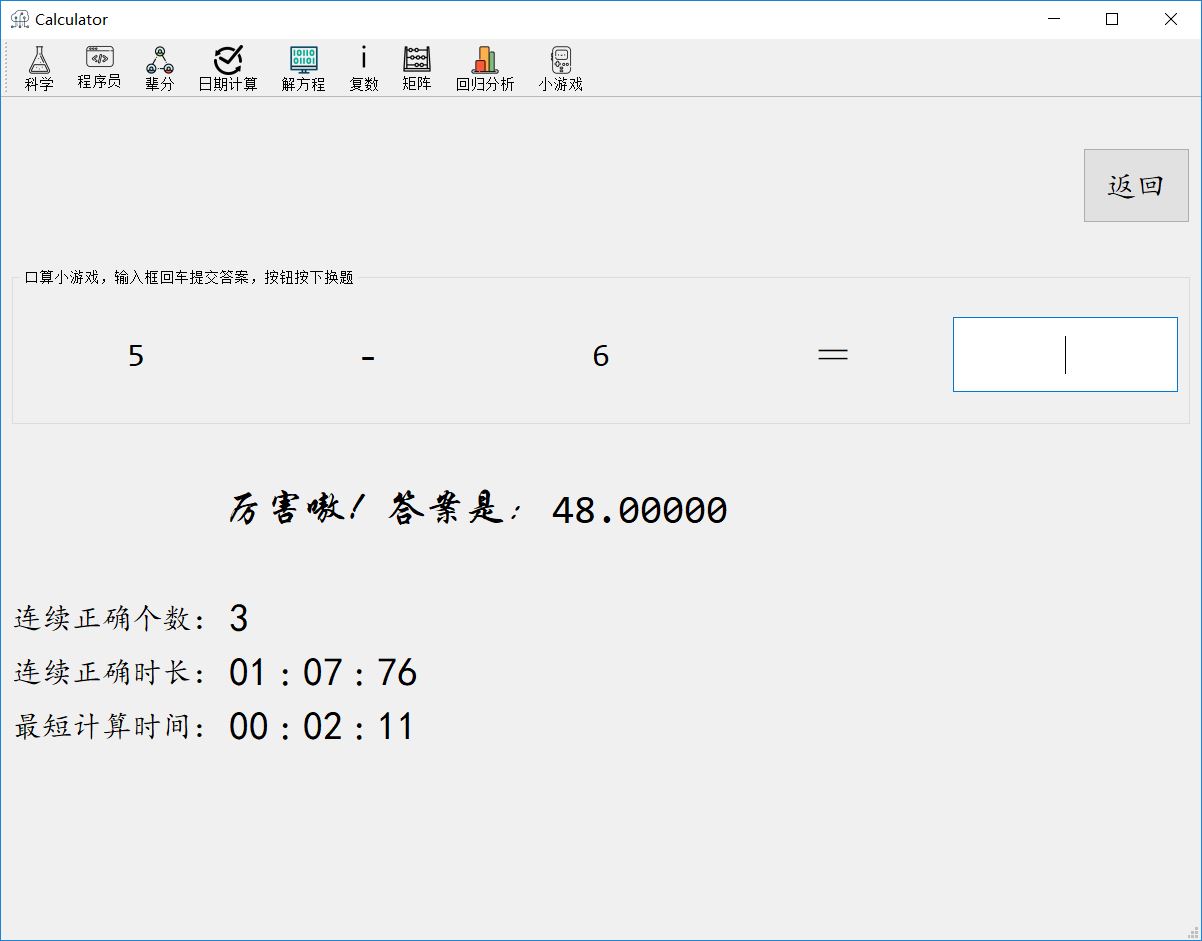 Calculator
科学 程序员 辈分 日期计算 解方程 复数 矩阵 回归分析 小游戏
返回
口算小游戏，输入框回车提交答案，按钮按下换题
5 - 6 =
厉害嗷！答案是：48.00000
连续正确个数：3
连续正确时长：01：07：76
最短计算时间：00：02：11